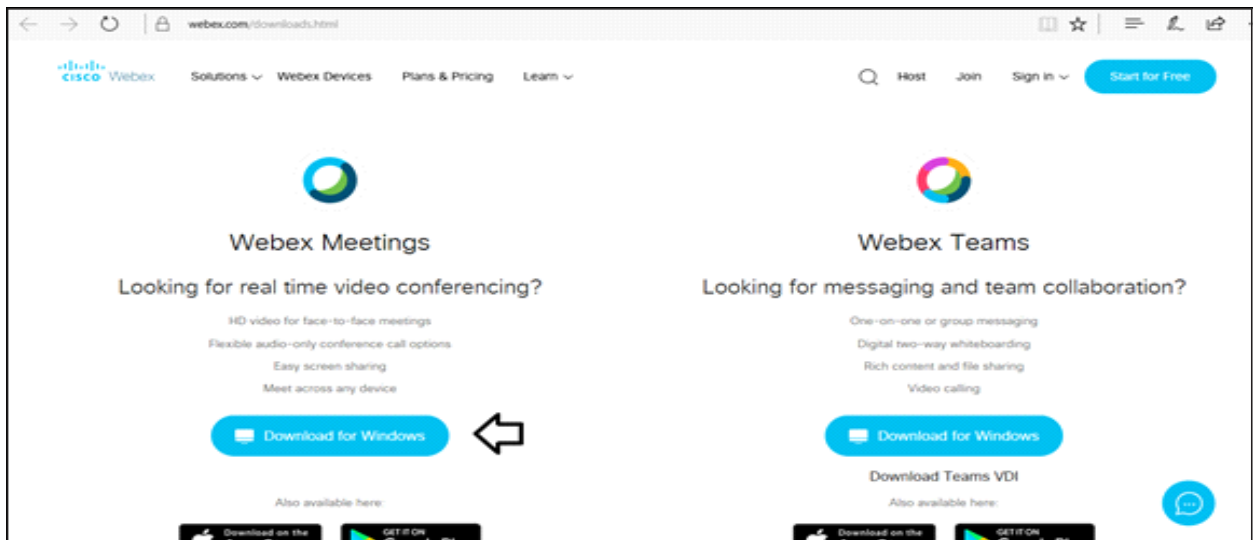 webex.com/downloads.html
CISCO Webex Solutions Webex Devices Plans & Pricing Learn Host Join Sign in Start for Free
Webex Meetings
Looking for real time video conferencing?
HD video for face-to-face meetings
Flexible audio-only conference call options
Easy screen sharing
Meet across any device
Download for Windows
Also available here:
Download on the
GET IT ON
Webex Teams
Looking for messaging and team collaboration?
One-on-one or group messaging
Digital two-way whiteboarding
Rich content and file sharing
Video calling
Download for Windows
Download Teams VDI
Also available here:
Download on the
GET IT ON